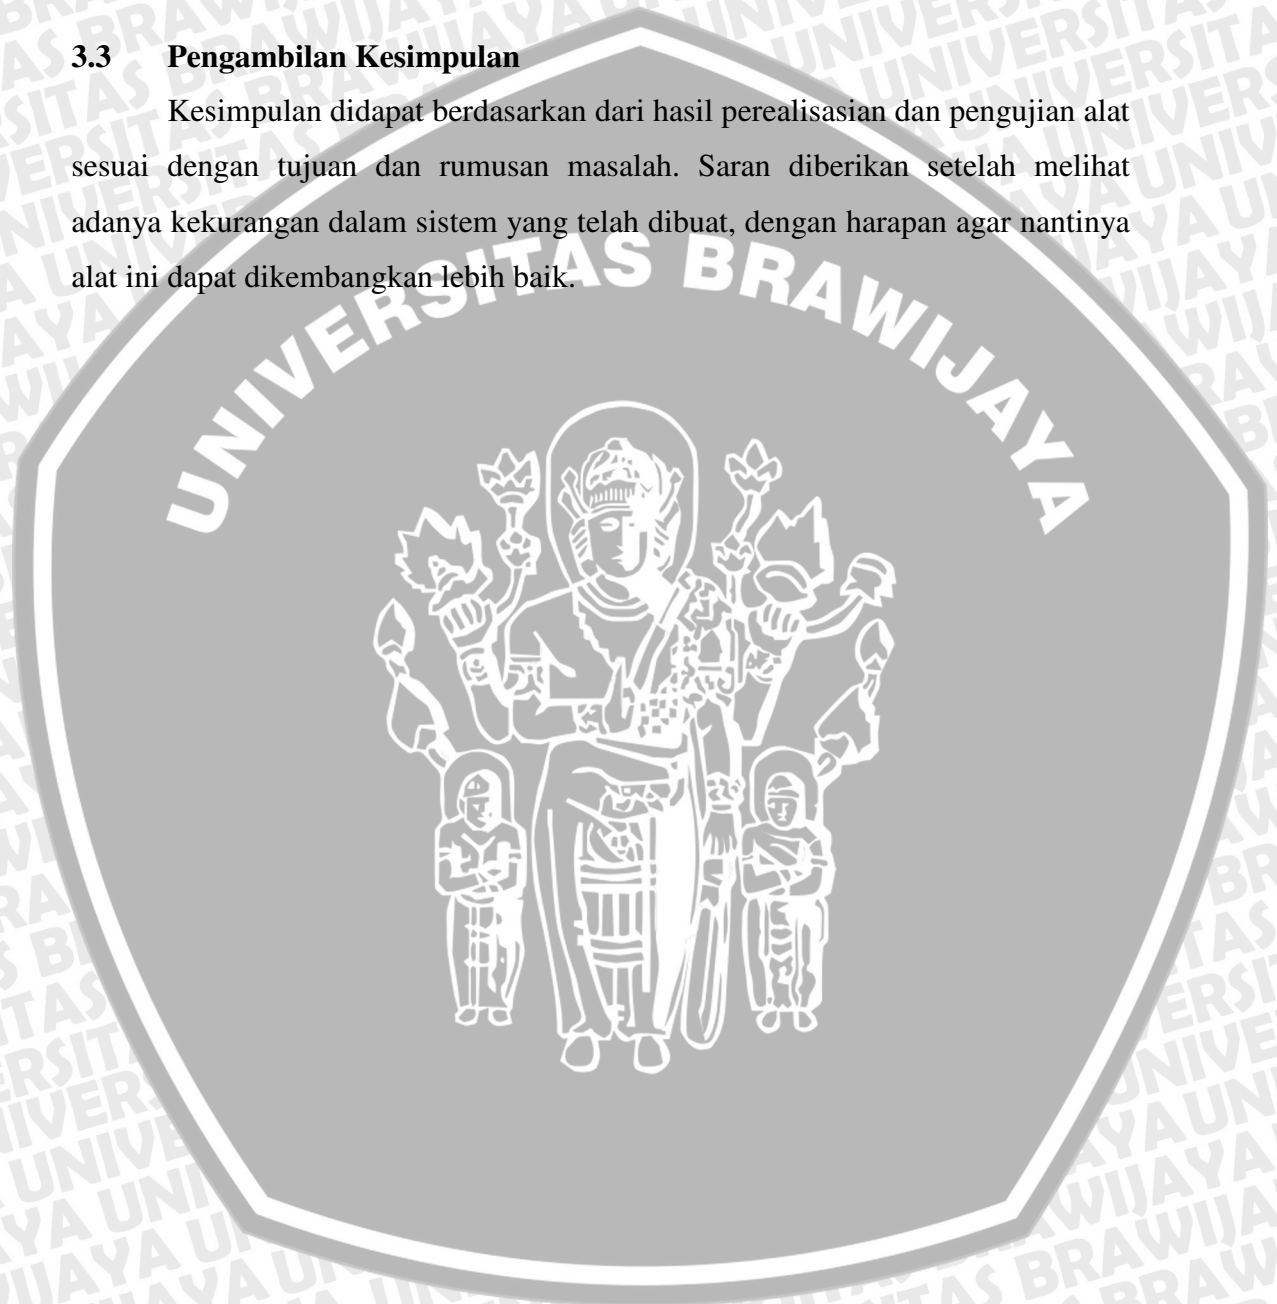 3.3 Pengambilan Kesimpulan
Kesimpulan didapat berdasarkan dari hasil perealisasian dan pengujian alat
sesuai dengan tujuan dan rumusan masalah. Saran diberikan setelah melihat
adanya kekurangan dalam sistem yang telah dibuat, dengan harapan agar nantinya
alat ini dapat dikembangkan lebih baik.
UNIVERSITAS BRAWIJAYA